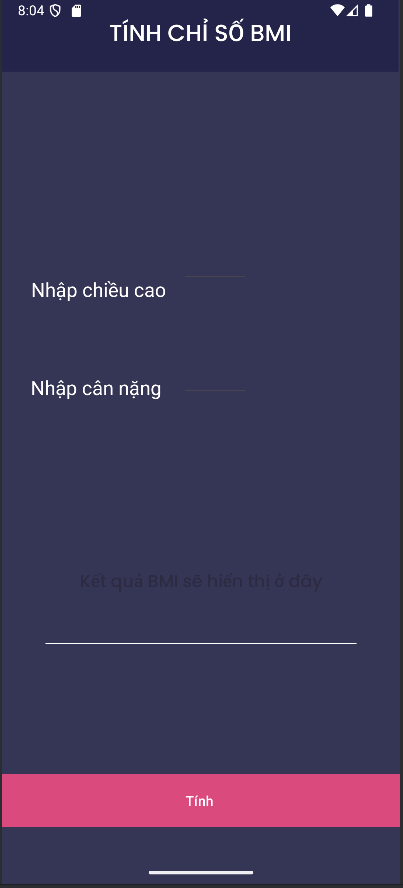 8:04
TÍNH CHỈ SỐ BMI
Nhập chiều cao
Nhập cân nặng
Kết quả BMI sẽ hiển thị ở đây
Tính